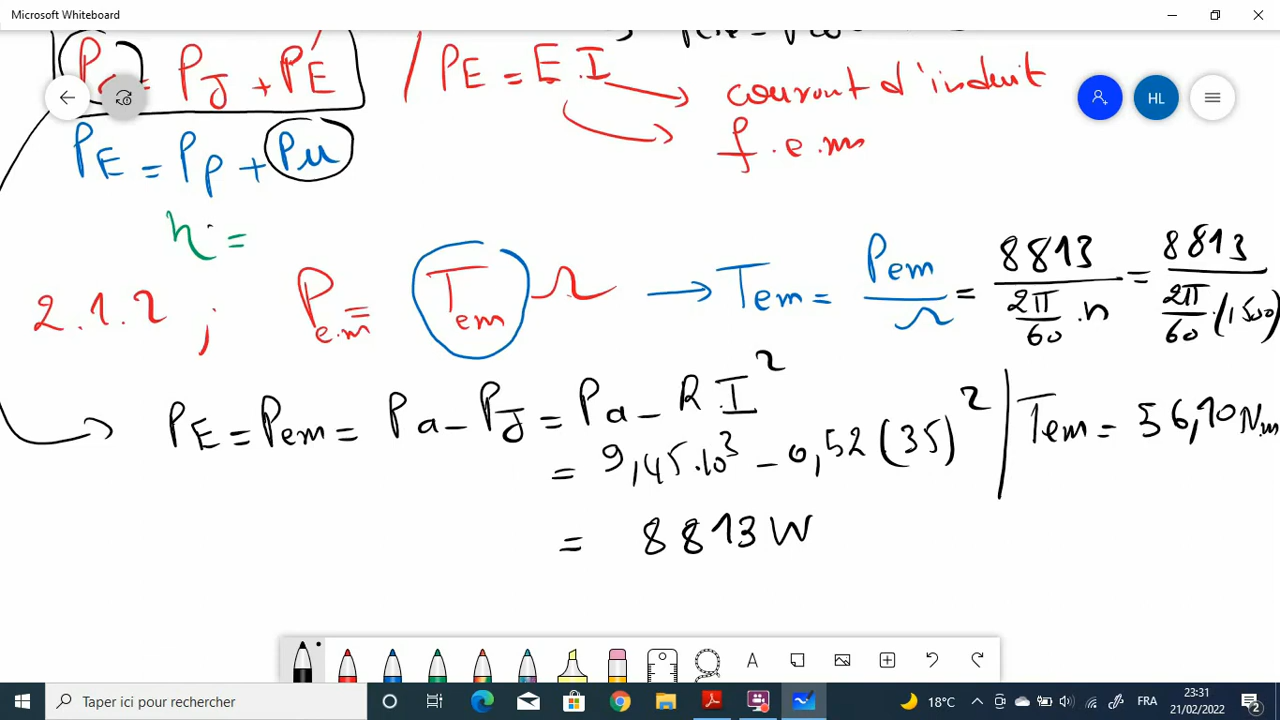 Microsoft Whiteboard
Pa = PJ + PE / PE = E.I
courant d'induit
f.e.m
PE = Pp + Pu
η =
2.1.2 ; Pe.m = Tem Ω → Tem = Pem/Ω = 8813/(2π/60 .n) = 8813/(2π/60 .(1500)
PE = Pem = Pa - PJ = Pa - R.I²
= 9,45.10³ - 0,52(35)² | Tem = 56,10 N.m
= 8813 W
HL
A
Taper ici pour rechercher
18°C
FRA
23:31
21/02/2022
2